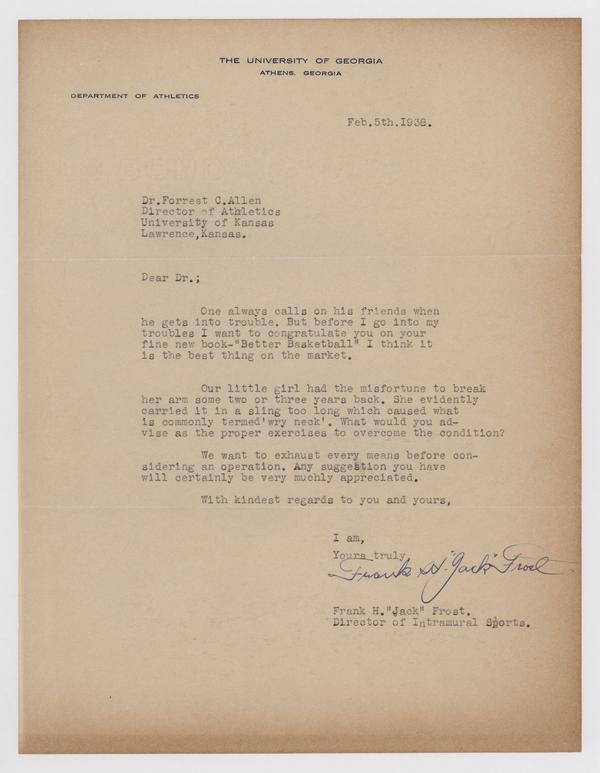 THE UNIVERSITY OF GEORGIA
ATHENS, GEORGIA
DEPARTMENT OF ATHLETICS
Feb.5th.1938.
Dr.Forrest C.Allen
Director of Athletics
University of Kansas
Lawrence,Kansas.
Dear Dr.;
One always calls on his friends when
he gets into trouble. But before I go into my
troubles I want to congratulate you on your
fine new book-"Better Basketball" I think it
is the best thing on the market.
Our little girl had the misfortune to break
her arm some two or three years back. She evidently
carried it in a sling too long which caused what
is commonly termed'wry neck'. What would you ad-
vise as the proper exercises to overcome the condition?
We want to exhaust every means before con-
sidering an operation. Any suggestion you have
will certainly be very muchly appreciated.
With kindest regards to you and yours,
I am,
Yours truly,
Frank H. "Jack" Frost
Frank H."Jack" Frost.
Director of Intramural Sports.